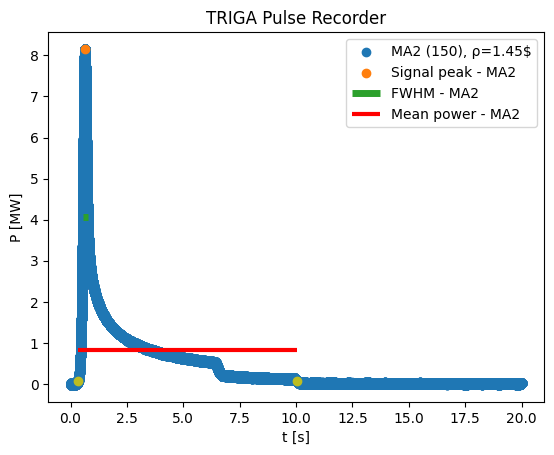 TRIGA Pulse Recorder
MA2 (150), ρ=1.45$
Signal peak - MA2
FWHM - MA2
Mean power - MA2
P [MW]
8
7
6
5
4
3
2
1
0
0.0 2.5 5.0 7.5 10.0 12.5 15.0 17.5 20.0
t [s]